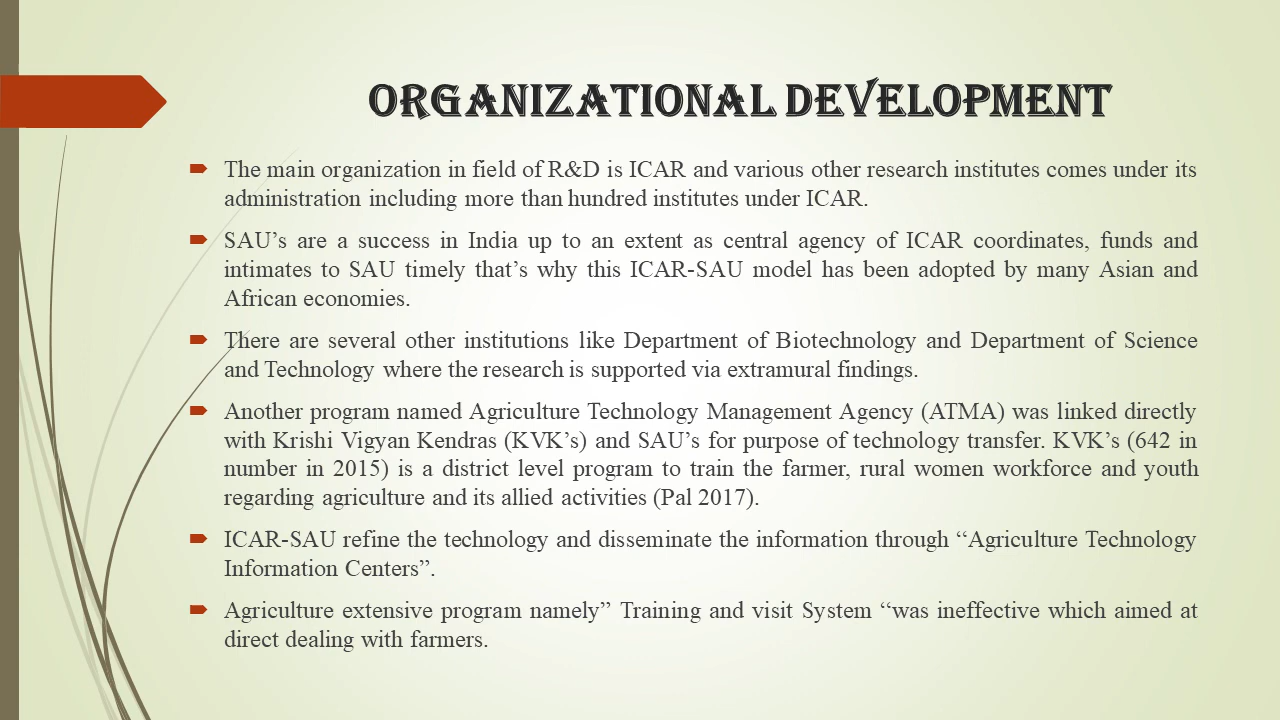 ORGANIZATIONAL DEVELOPMENT
The main organization in field of R&D is ICAR and various other research institutes comes under its
administration including more than hundred institutes under ICAR.
SAU’s are a success in India up to an extent as central agency of ICAR coordinates, funds and
intimates to SAU timely that’s why this ICAR-SAU model has been adopted by many Asian and
African economies.
There are several other institutions like Department of Biotechnology and Department of Science
and Technology where the research is supported via extramural findings.
Another program named Agriculture Technology Management Agency (ATMA) was linked directly
with Krishi Vigyan Kendras (KVK’s) and SAU’s for purpose of technology transfer. KVK’s (642 in
number in 2015) is a district level program to train the farmer, rural women workforce and youth
regarding agriculture and its allied activities (Pal 2017).
ICAR-SAU refine the technology and disseminate the information through “Agriculture Technology
Information Centers”.
Agriculture extensive program namely” Training and visit System “was ineffective which aimed at
direct dealing with farmers.